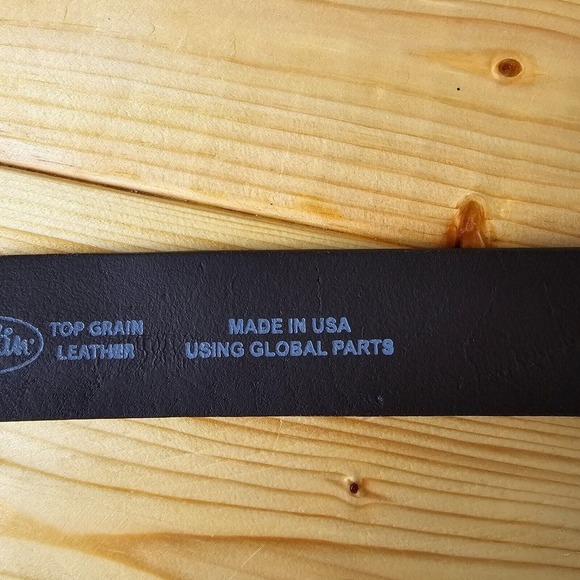 TOP GRAIN
LEATHER
MADE IN USA
USING GLOBAL PARTS